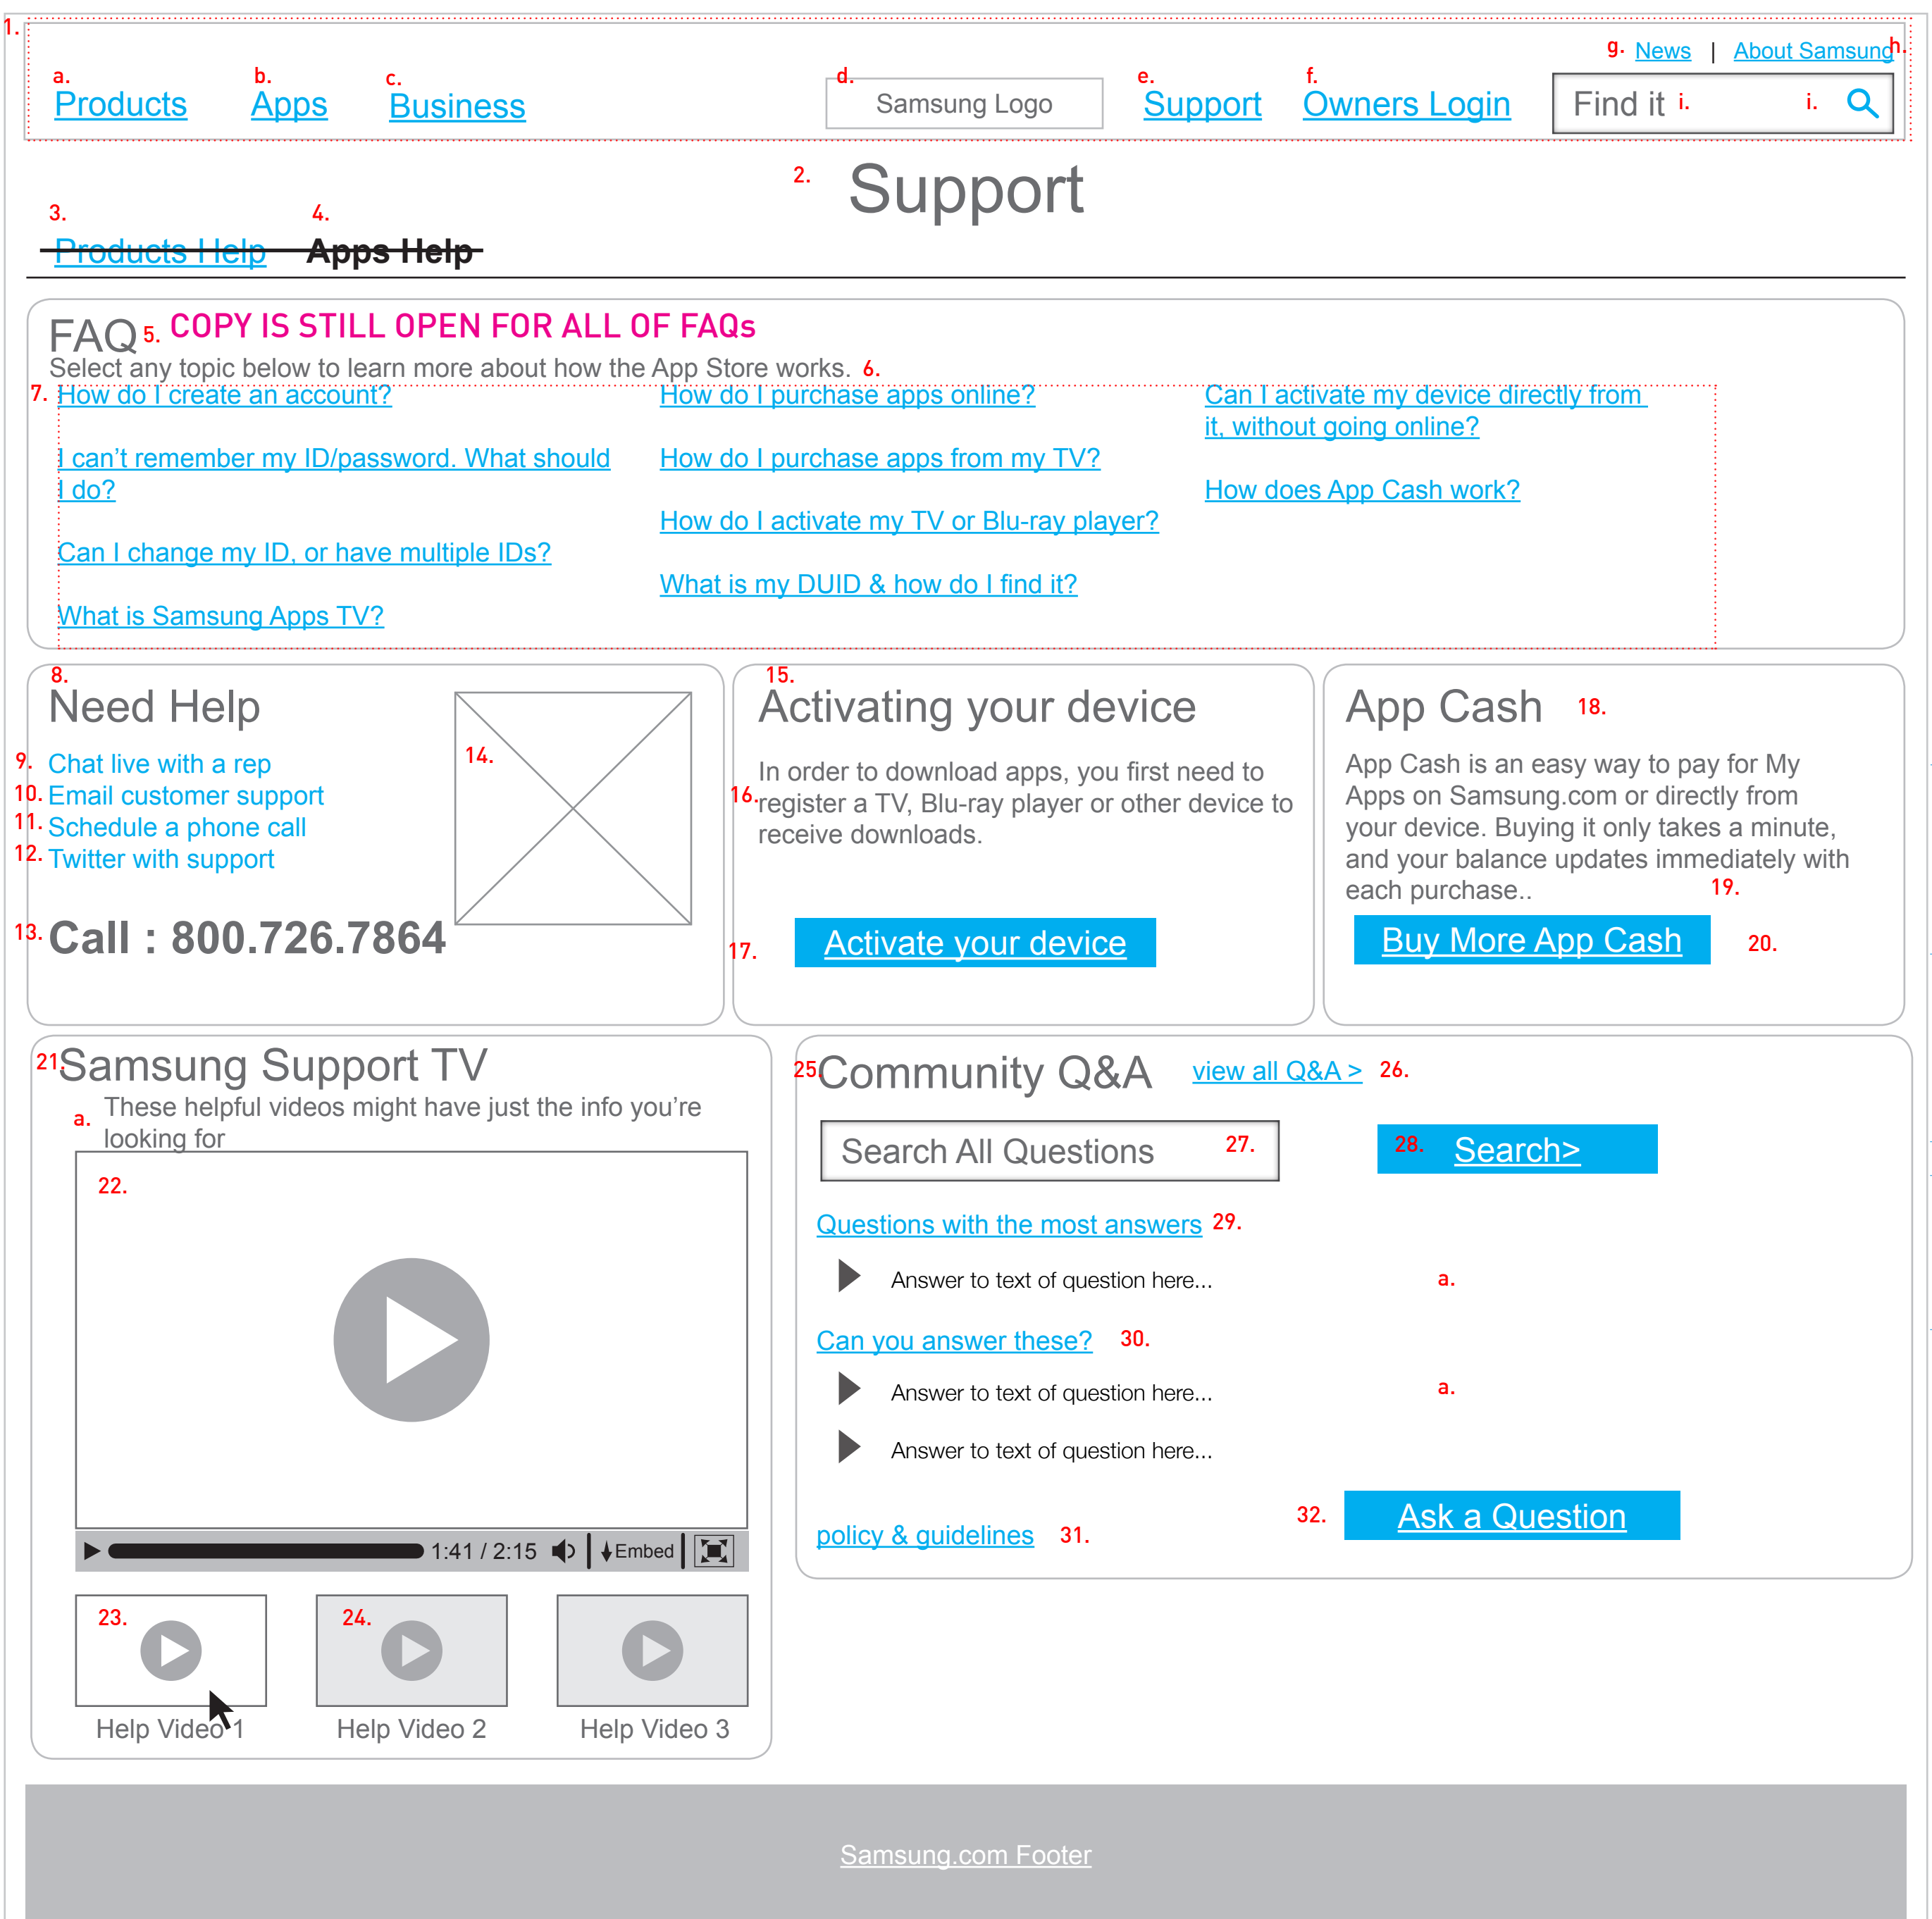 1.
g. News | About Samsung h.
a. b. c. d. e. f.
Products Apps Business Samsung Logo Support Owners Login Find it i. i.
2. Support
3. 4.
Products Help Apps Help
FAQ 5. COPY IS STILL OPEN FOR ALL OF FAQs
Select any topic below to learn more about how the App Store works. 6.
7. How do I create an account?
I can't remember my ID/password. What should
I do?
Can I change my ID, or have multiple IDs?
What is Samsung Apps TV?
How do I purchase apps online?
How do I purchase apps from my TV?
How do I activate my TV or Blu-ray player?
What is my DUID & how do I find it?
Can I activate my device directly from
it, without going online?
How does App Cash work?
8.
Need Help
9. Chat live with a rep
10. Email customer support
11. Schedule a phone call
12. Twitter with support
13. Call : 800.726.7864
14.
15.
Activating your device
In order to download apps, you first need to
16. register a TV, Blu-ray player or other device to
receive downloads.
17. Activate your device
App Cash 18.
App Cash is an easy way to pay for My
Apps on Samsung.com or directly from
your device. Buying it only takes a minute,
and your balance updates immediately with
each purchase.. 19.
Buy More App Cash 20.
21. Samsung Support TV
a. These helpful videos might have just the info you're
looking for
22.
1:41 / 2:15 Embed
23. 24.
Help Video 1 Help Video 2 Help Video 3
25. Community Q&A view all Q&A > 26.
Search All Questions 27. 28. Search>
Questions with the most answers 29.
Answer to text of question here... a.
Can you answer these? 30.
Answer to text of question here... a.
Answer to text of question here...
32. Ask a Question
policy & guidelines 31.
Samsung.com Footer